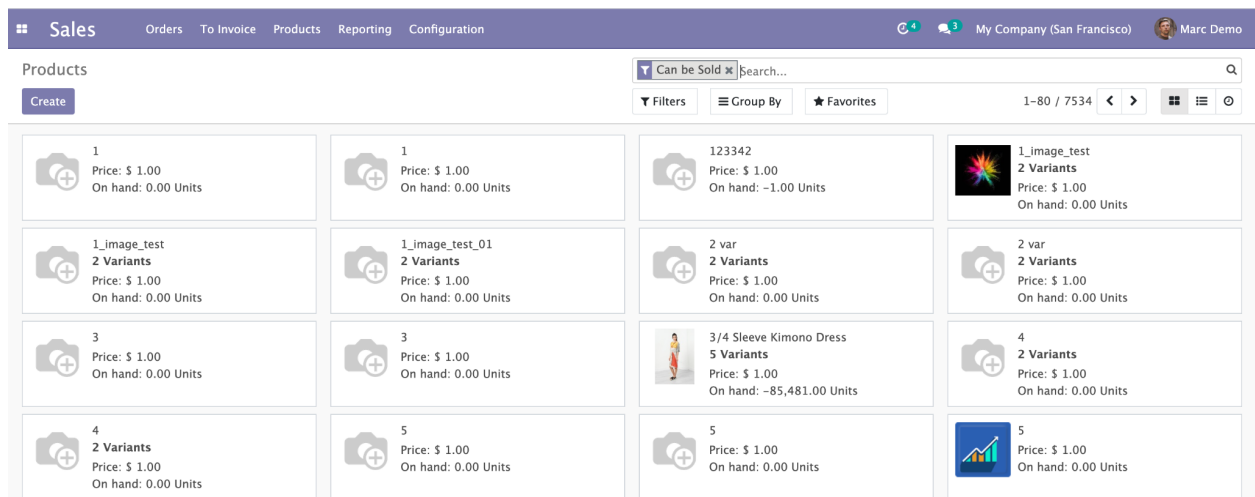 Sales Orders To Invoice Products Reporting Configuration 4 3 My Company (San Francisco) Marc Demo
Products
Can be Sold × Search...
Create
Filters Group By Favorites 1-80 / 7534
1
Price: $ 1.00
On hand: 0.00 Units
1
Price: $ 1.00
On hand: 0.00 Units
123342
Price: $ 1.00
On hand: -1.00 Units
1_image_test
2 Variants
Price: $ 1.00
On hand: 0.00 Units
1_image_test
2 Variants
Price: $ 1.00
On hand: 0.00 Units
1_image_test_01
2 Variants
Price: $ 1.00
On hand: 0.00 Units
2 var
2 Variants
Price: $ 1.00
On hand: 0.00 Units
2 var
2 Variants
Price: $ 1.00
On hand: 0.00 Units
3
Price: $ 1.00
On hand: 0.00 Units
3
Price: $ 1.00
On hand: 0.00 Units
3/4 Sleeve Kimono Dress
5 Variants
Price: $ 1.00
On hand: -85,481.00 Units
4
2 Variants
Price: $ 1.00
On hand: 0.00 Units
4
2 Variants
Price: $ 1.00
On hand: 0.00 Units
5
Price: $ 1.00
On hand: 0.00 Units
5
Price: $ 1.00
On hand: 0.00 Units
5
Price: $ 1.00
On hand: 0.00 Units